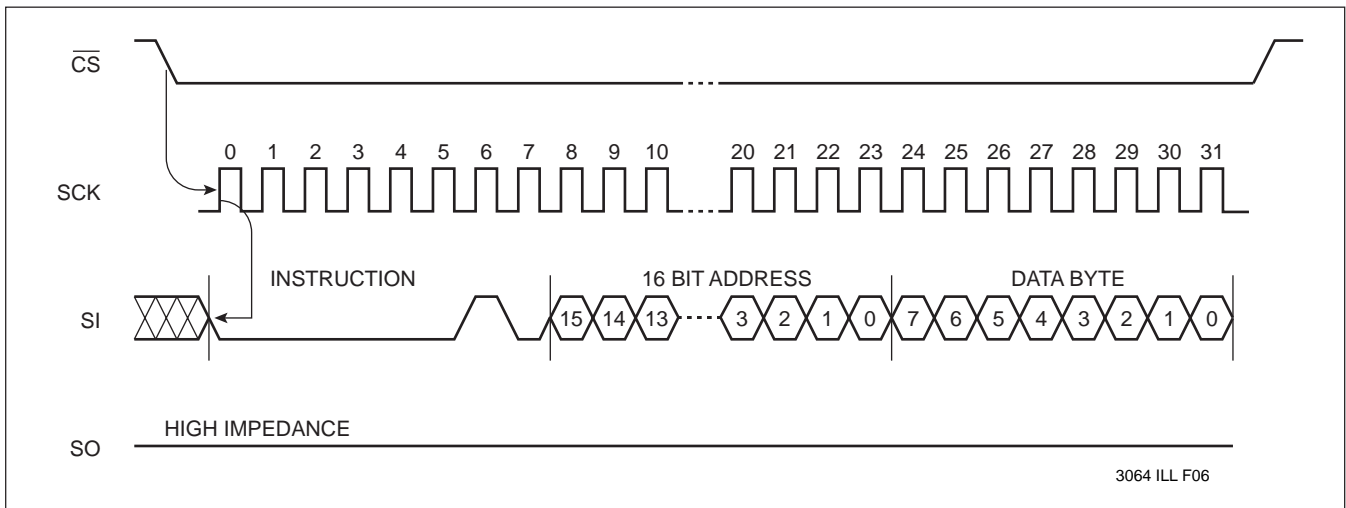 CS
0 1 2 3 4 5 6 7 8 9 10 20 21 22 23 24 25 26 27 28 29 30 31
SCK
INSTRUCTION 16 BIT ADDRESS DATA BYTE
SI 15 14 13 3 2 1 0 7 6 5 4 3 2 1 0
HIGH IMPEDANCE
SO
3064 ILL F06